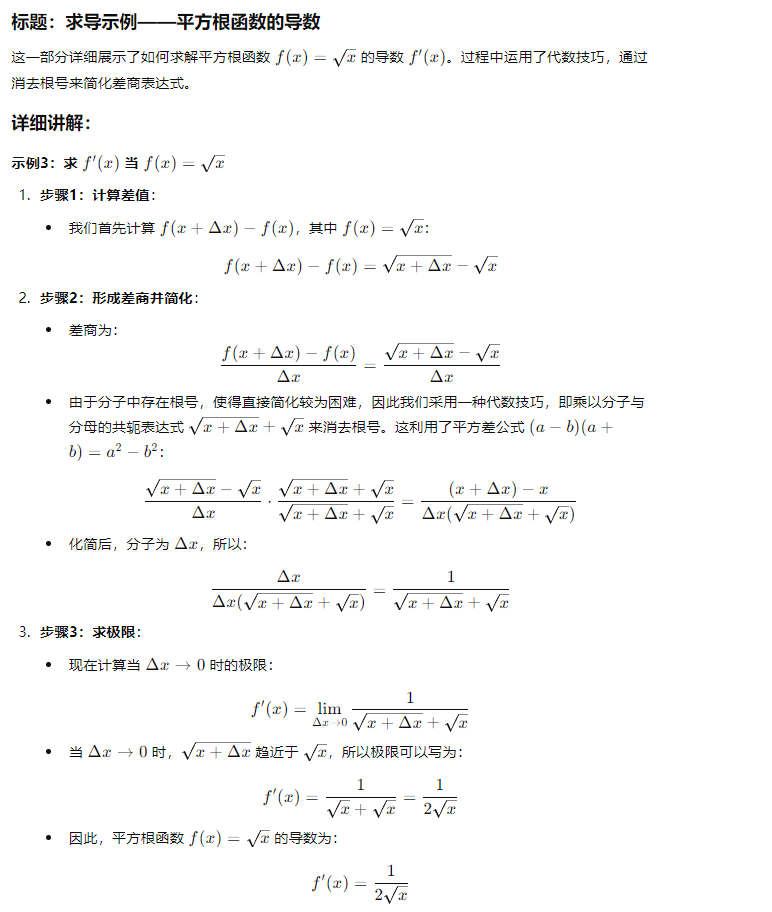 标题：求导示例——平方根函数的导数
这一部分详细展示了如何求解平方根函数 f(x) = √x 的导数 f′(x)。过程中运用了代数技巧，通过
消去根号来简化差商表达式。
详细讲解：
示例3：求 f′(x) 当 f(x) = √x
1. 步骤1：计算差值：
• 我们首先计算 f(x + Δx) − f(x)，其中 f(x) = √x：
f(x + Δx) − f(x) = √(x + Δx) − √x
2. 步骤2：形成差商并简化：
• 差商为：
(f(x + Δx) − f(x))/Δx = (√(x + Δx) − √x)/Δx
• 由于分子中存在根号，使得直接简化较为困难，因此我们采用一种代数技巧，即乘以分子与
分母的共轭表达式 √(x + Δx) + √x 来消去根号。这利用了平方差公式 (a − b)(a +
b) = a² − b²：
(√(x + Δx) − √x)/Δx · (√(x + Δx) + √x)/(√(x + Δx) + √x) = ((x + Δx) − x)/(Δx(√(x + Δx) + √x))
• 化简后，分子为 Δx，所以：
Δx/(Δx(√(x + Δx) + √x)) = 1/(√(x + Δx) + √x)
3. 步骤3：求极限：
• 现在计算当 Δx → 0 时的极限：
f′(x) = lim_{Δx→0} 1/(√(x + Δx) + √x)
• 当 Δx → 0 时，√(x + Δx) 趋近于 √x，所以极限可以写为：
f′(x) = 1/(√x + √x) = 1/(2√x)
• 因此，平方根函数 f(x) = √x 的导数为：
f′(x) = 1/(2√x)